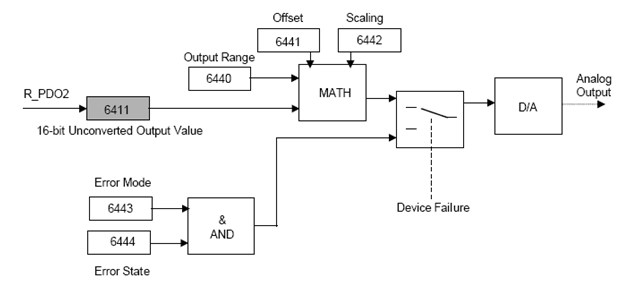 Offset
Scaling
6441
6442
Output Range
6440
MATH
R_PDO2
6411
16-bit Unconverted Output Value
D/A
Analog
Output
Device Failure
Error Mode
6443
&
AND
6444
Error State